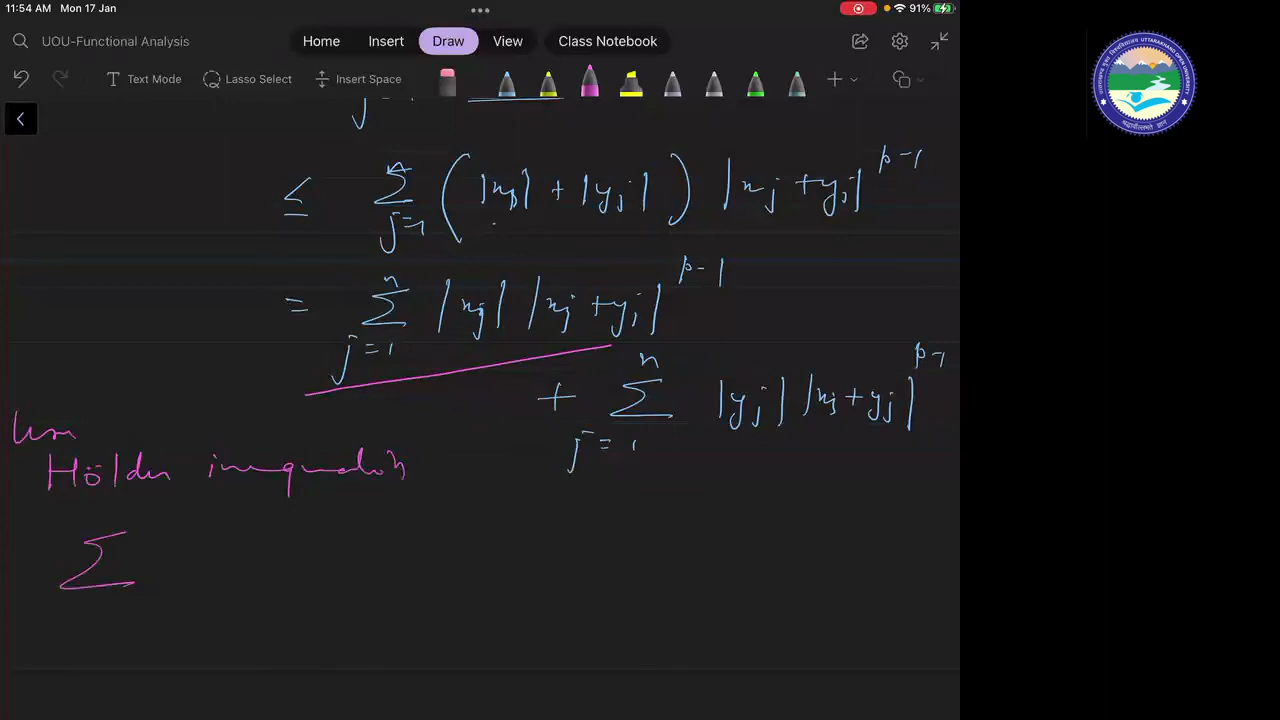 11:54 AM Mon 17 Jan
91%
UOU-Functional Analysis
Home Insert Draw View Class Notebook
Text Mode Lasso Select Insert Space
j = 1
≤ Σ_{j=1}^{n} (|x_j| + |y_j|) |x_j + y_j|^{p-1}
= Σ_{j=1}^{n} |x_j| |x_j + y_j|^{p-1}
+ Σ_{j=1}^{n} |y_j| |x_j + y_j|^{p-1}
Hölder inequality
Σ